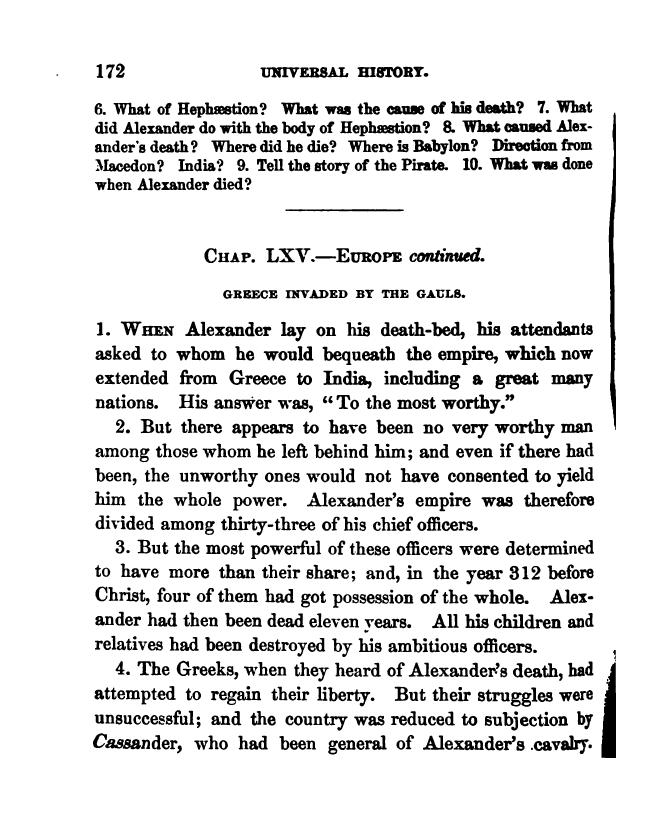 172 UNIVERSAL HISTORY.
6. What of Hephæstion? What was the cause of his death? 7. What
did Alexander do with the body of Hephæstion? 8. What caused Alex-
ander's death? Where did he die? Where is Babylon? Direction from
Macedon? India? 9. Tell the story of the Pirate. 10. What was done
when Alexander died?
CHAP. LXV.—EUROPE continued.
GREECE INVADED BY THE GAULS.
1. WHEN Alexander lay on his death-bed, his attendants
asked to whom he would bequeath the empire, which now
extended from Greece to India, including a great many
nations. His answer was, "To the most worthy."
2. But there appears to have been no very worthy man
among those whom he left behind him; and even if there had
been, the unworthy ones would not have consented to yield
him the whole power. Alexander's empire was therefore
divided among thirty-three of his chief officers.
3. But the most powerful of these officers were determined
to have more than their share; and, in the year 312 before
Christ, four of them had got possession of the whole. Alex-
ander had then been dead eleven years. All his children and
relatives had been destroyed by his ambitious officers.
4. The Greeks, when they heard of Alexander's death, had
attempted to regain their liberty. But their struggles were
unsuccessful; and the country was reduced to subjection by
Cassander, who had been general of Alexander's cavalry.